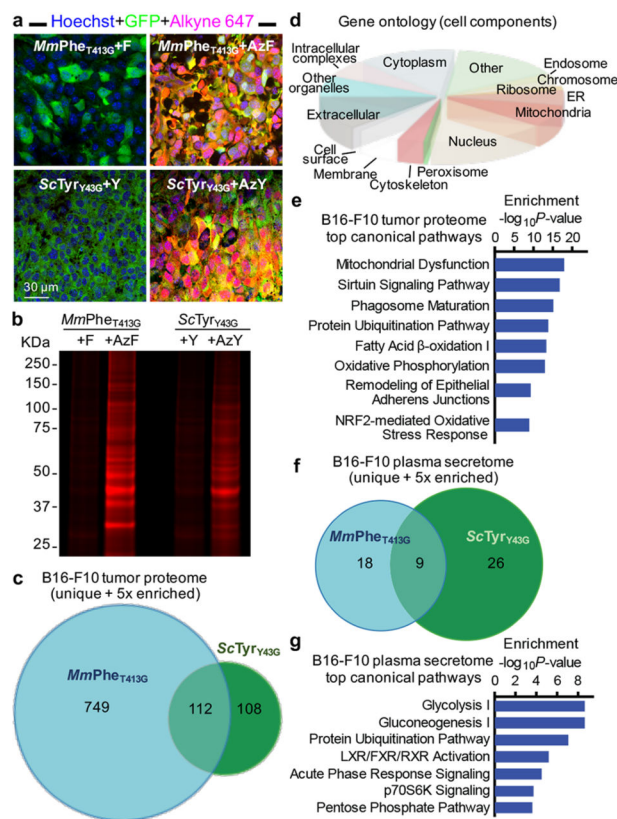 a
Hoechst+GFP+Alkyne 647
MmPheT413G+F
MmPheT413G+AzF
ScTyrY43G+Y
ScTyrY43G+AzY
30 µm
b
MmPheT413G
ScTyrY43G
KDa
+F
+AzF
+Y
+AzY
250
150
100
75
50
37
25
c
B16-F10 tumor proteome
(unique + 5x enriched)
MmPheT413G
ScTyrY43G
749
112
108
d
Gene ontology (cell components)
Intracellular
complexes
Other
organelles
Extracellular
Cell
surface
Membrane
Cytoskeleton
Peroxisome
Nucleus
Mitochondria
ER
Ribosome
Chromosome
Endosome
Other
Cytoplasm
e
B16-F10 tumor proteome
top canonical pathways
Enrichment
-log10P-value
0 5 10 15 20
Mitochondrial Dysfunction
Sirtuin Signaling Pathway
Phagosome Maturation
Protein Ubiquitination Pathway
Fatty Acid β-oxidation I
Oxidative Phosphorylation
Remodeling of Epithelial
Adherens Junctions
NRF2-mediated Oxidative
Stress Response
f
B16-F10 plasma secretome
(unique + 5x enriched)
MmPheT413G
ScTyrY43G
18
9
26
g
B16-F10 plasma secretome
top canonical pathways
Enrichment
-log10P-value
0 2 4 6 8
Glycolysis I
Gluconeogenesis I
Protein Ubiquitination Pathway
LXR/FXR/RXR Activation
Acute Phase Response Signaling
p70S6K Signaling
Pentose Phosphate Pathway